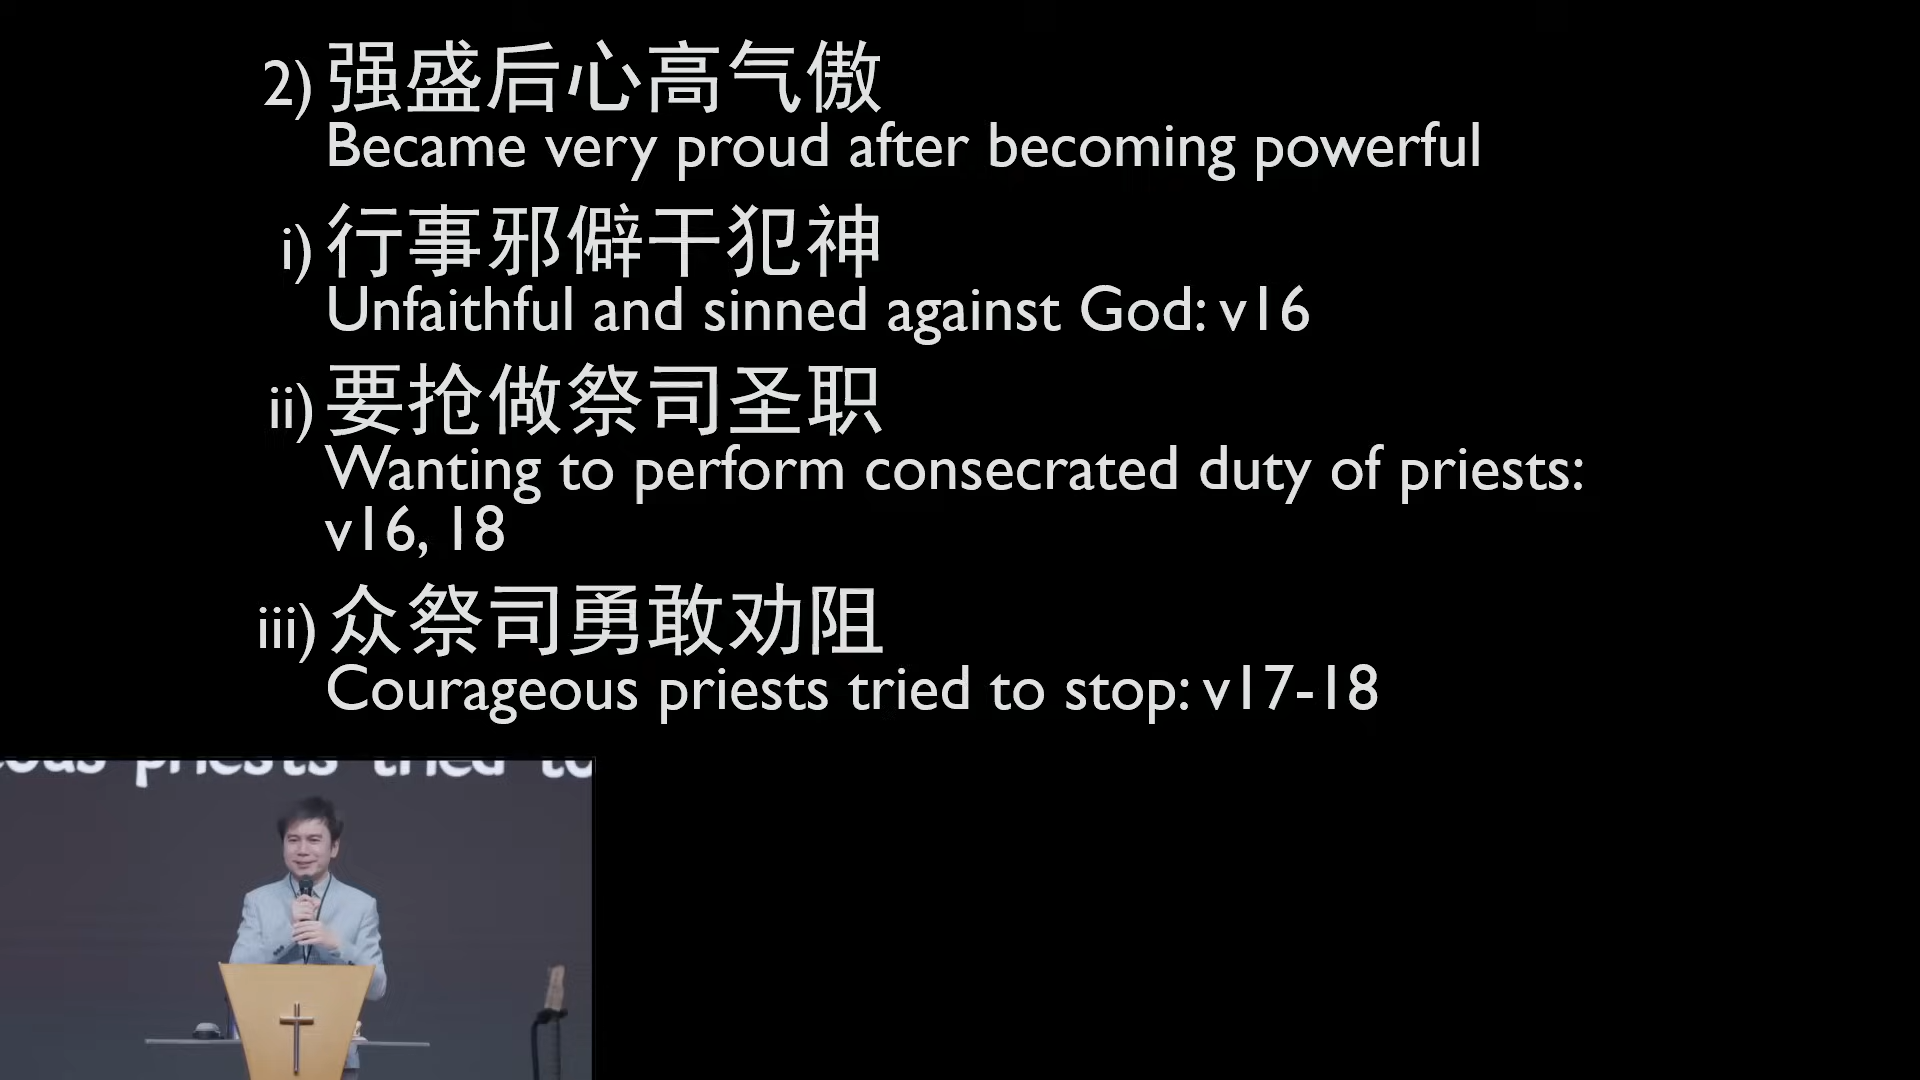 2) 强盛后心高气傲
Became very proud after becoming powerful
i) 行事邪僻干犯神
Unfaithful and sinned against God: v16
ii) 要抢做祭司圣职
Wanting to perform consecrated duty of priests:
v16, 18
iii) 众祭司勇敢劝阻
Courageous priests tried to stop: v17-18
priests tried to